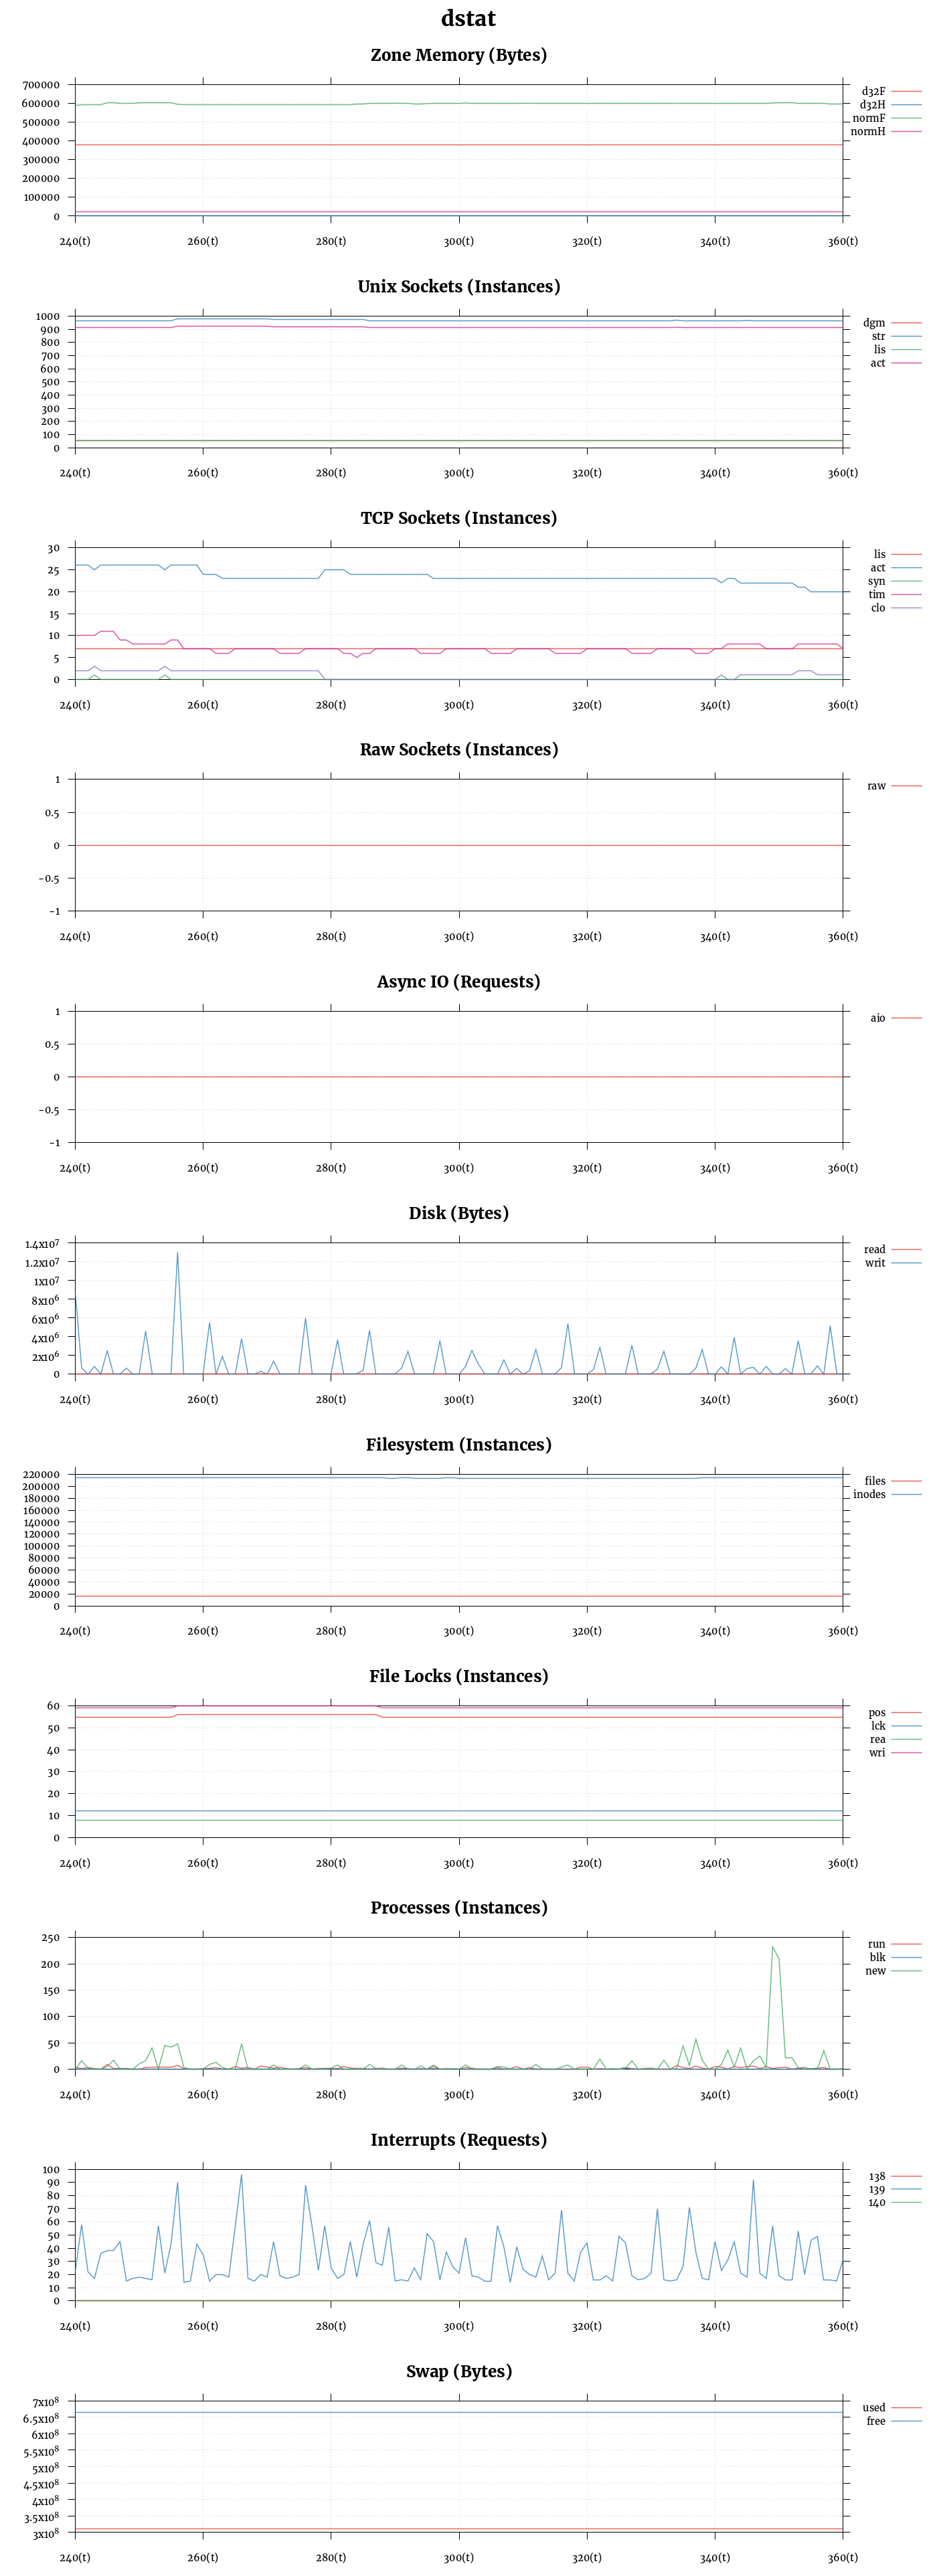 dstat
Zone Memory (Bytes)
700000
600000
500000
400000
300000
200000
100000
0
240(t) 260(t) 280(t) 300(t) 320(t) 340(t) 360(t)
d32F
d32H
normF
normH
Unix Sockets (Instances)
1000
900
800
700
600
500
400
300
200
100
0
240(t) 260(t) 280(t) 300(t) 320(t) 340(t) 360(t)
dgm
str
lis
act
TCP Sockets (Instances)
30
25
20
15
10
5
0
240(t) 260(t) 280(t) 300(t) 320(t) 340(t) 360(t)
lis
act
syn
tim
clo
Raw Sockets (Instances)
1
0.5
0
-0.5
-1
240(t) 260(t) 280(t) 300(t) 320(t) 340(t) 360(t)
raw
Async IO (Requests)
1
0.5
0
-0.5
-1
240(t) 260(t) 280(t) 300(t) 320(t) 340(t) 360(t)
aio
Disk (Bytes)
1.4x10⁷
1.2x10⁷
1x10⁷
8x10⁶
6x10⁶
4x10⁶
2x10⁶
0
240(t) 260(t) 280(t) 300(t) 320(t) 340(t) 360(t)
read
writ
Filesystem (Instances)
220000
200000
180000
160000
140000
120000
100000
80000
60000
40000
20000
0
240(t) 260(t) 280(t) 300(t) 320(t) 340(t) 360(t)
files
inodes
File Locks (Instances)
60
50
40
30
20
10
0
240(t) 260(t) 280(t) 300(t) 320(t) 340(t) 360(t)
pos
lck
rea
wri
Processes (Instances)
250
200
150
100
50
0
240(t) 260(t) 280(t) 300(t) 320(t) 340(t) 360(t)
run
blk
new
Interrupts (Requests)
100
90
80
70
60
50
40
30
20
10
0
240(t) 260(t) 280(t) 300(t) 320(t) 340(t) 360(t)
138
139
140
Swap (Bytes)
7x10⁸
6.5x10⁸
6x10⁸
5.5x10⁸
5x10⁸
4.5x10⁸
4x10⁸
3.5x10⁸
3x10⁸
240(t) 260(t) 280(t) 300(t) 320(t) 340(t) 360(t)
used
free